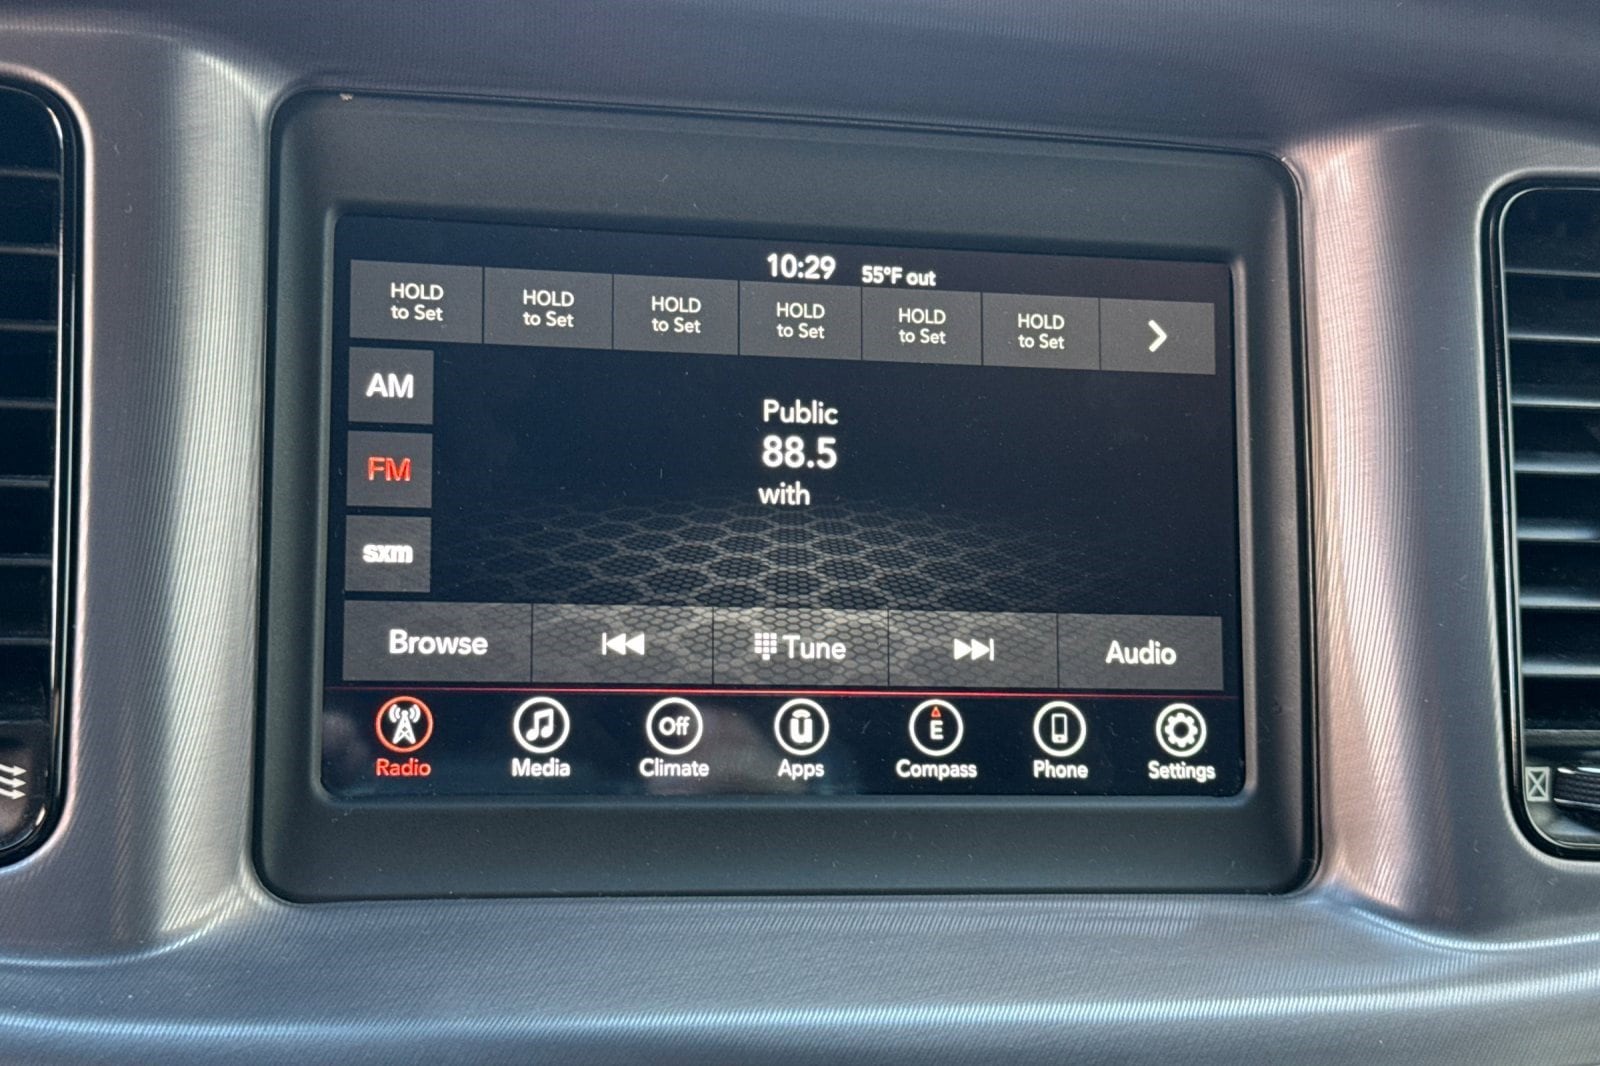 10:29 55°F out
HOLD
to Set
HOLD
to Set
HOLD
to Set
HOLD
to Set
HOLD
to Set
HOLD
to Set
AM
FM
sxm
Public
88.5
with
Browse
Tune
Audio
Off
E
Radio
Media
Climate
Apps
Compass
Phone
Settings